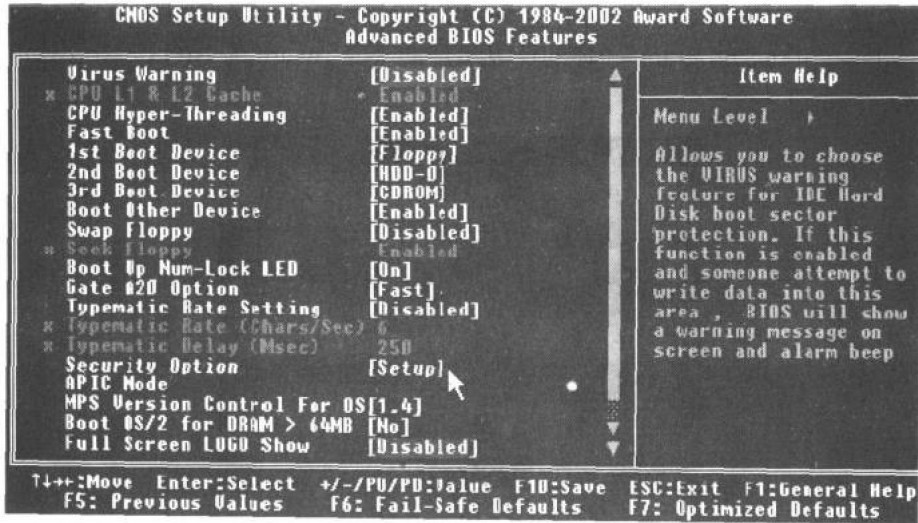 CMOS Setup Utility - Copyright (C) 1984-2002 Award Software
Advanced BIOS Features
Virus Warning [Disabled]
x CPU L1 & L2 Cache Enabled
CPU Hyper-Threading [Enabled]
Fast Boot [Enabled]
1st Boot Device [Floppy]
2nd Boot Device [HDD-0]
3rd Boot Device [CDROM]
Boot Other Device [Enabled]
Swap Floppy [Disabled]
x Seek Floppy Enabled
Boot Up Num-Lock LED [On]
Gate A20 Option [Fast]
Typematic Rate Setting [Disabled]
x Typematic Rate (Chars/Sec) 6
x Typematic Delay (Msec) 250
Security Option [Setup]
APIC Mode
MPS Version Control For OS[1.4]
Boot OS/2 for DRAM > 64MB [No]
Full Screen LOGO Show [Disabled]
Item Help
Menu Level
Allows you to choose
the VIRUS warning
feature for IDE Hard
Disk boot sector
protection. If this
function is enabled
and someone attempt to
write data into this
area , BIOS will show
a warning message on
screen and alarm beep
↑↓→←:Move Enter:Select +/-/PU/PD:Value F10:Save ESC:Exit F1:General Help
F5: Previous Values F6: Fail-Safe Defaults F7: Optimized Defaults